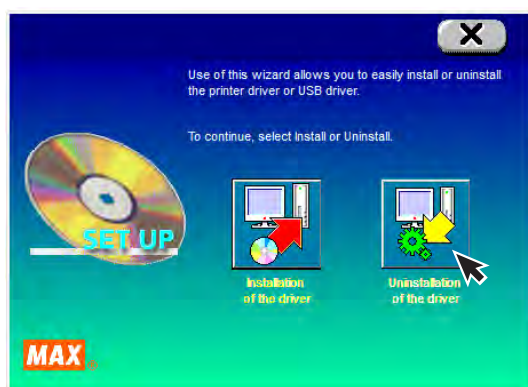 Use of this wizard allows you to easily install or uninstall
the printer driver or USB driver.
To continue, select Install or Uninstall.
SET UP
Installation
of the driver
Uninstallation
of the driver
MAX